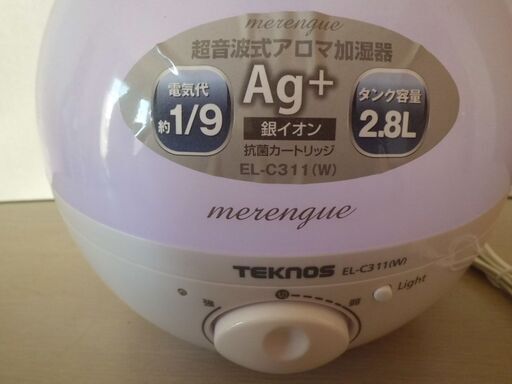 merengue
超音波式アロマ加湿器
電気代
約1/9
Ag+
銀イオン
抗菌カートリッジ
EL-C311(W)
タンク容量
2.8L
merengue
TEKNOS EL-C311(W)
強 切 弱 Light